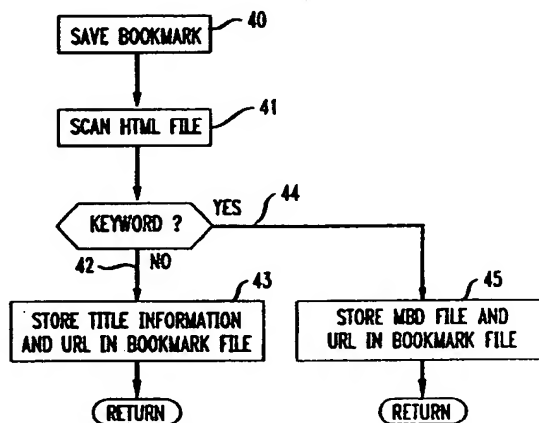 SAVE BOOKMARK
40
SCAN HTML FILE
41
KEYWORD ?
YES
44
42
NO
43
STORE TITLE INFORMATION
AND URL IN BOOKMARK FILE
45
STORE MBD FILE AND
URL IN BOOKMARK FILE
RETURN
RETURN